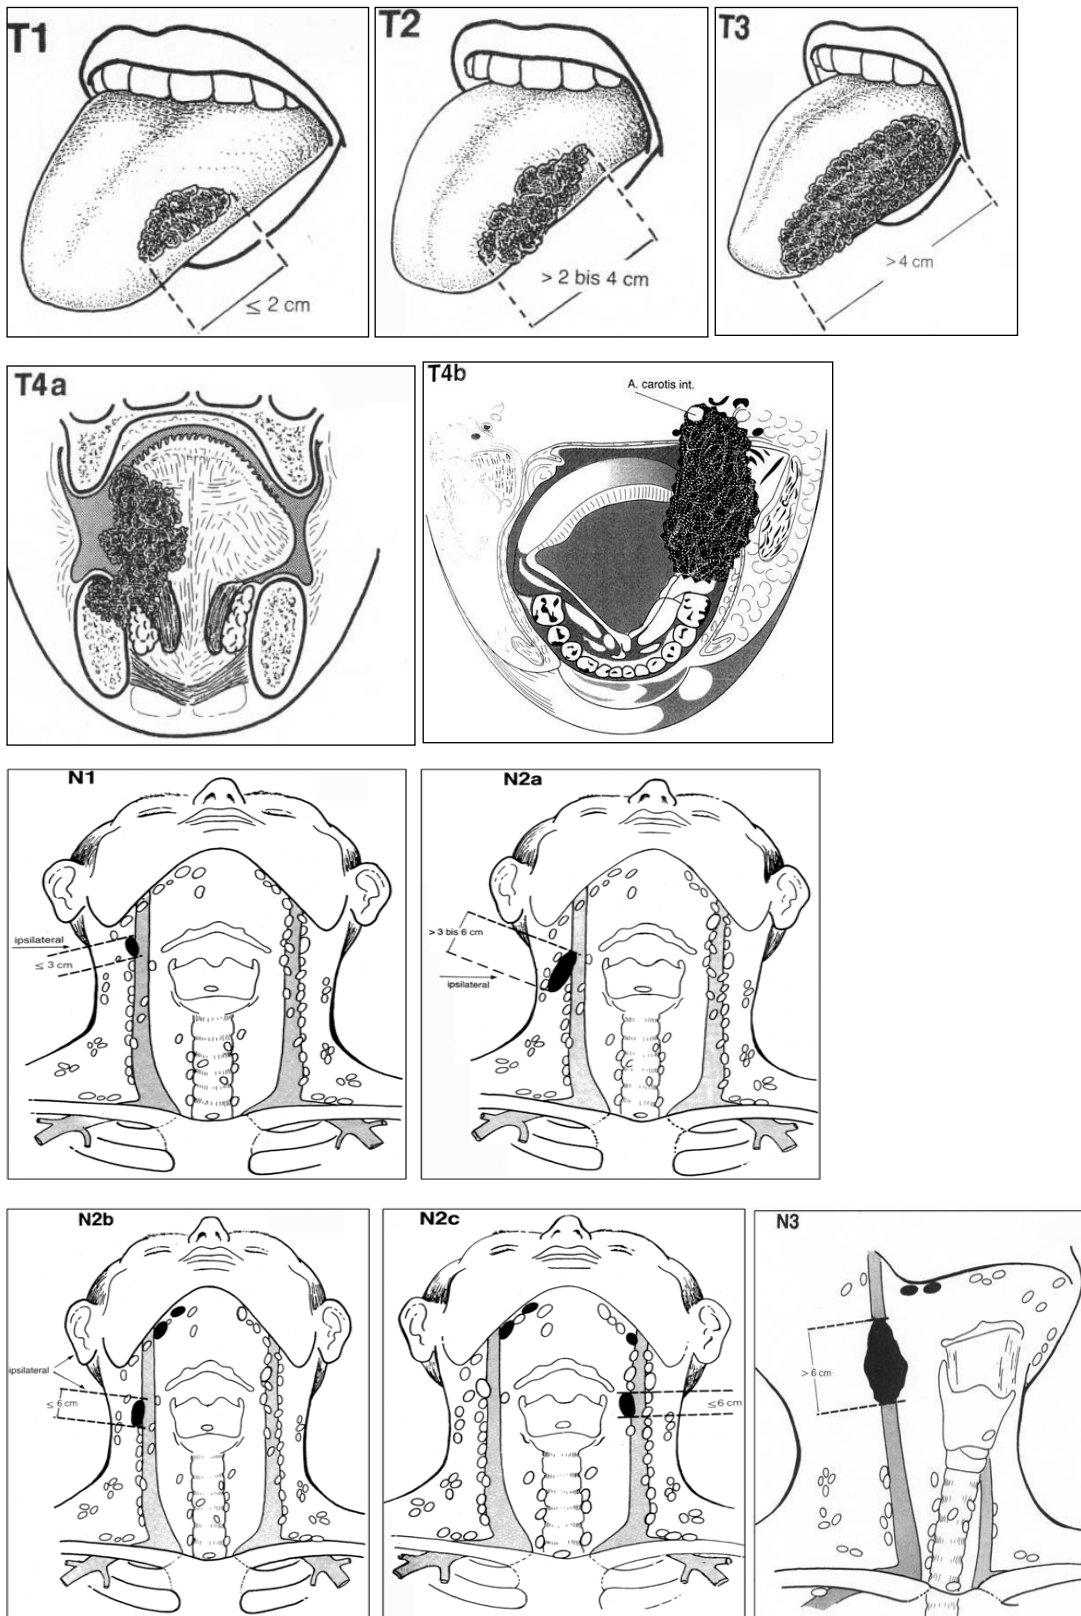 T1
≤ 2 cm
T2
> 2 bis 4 cm
T3
> 4 cm
T4a
T4b
A. carotis int.
N1
ipsilateral
≤ 3 cm
N2a
> 3 bis 6 cm
ipsilateral
N2b
ipsilateral
≤ 6 cm
N2c
≤ 6 cm
N3
> 6 cm